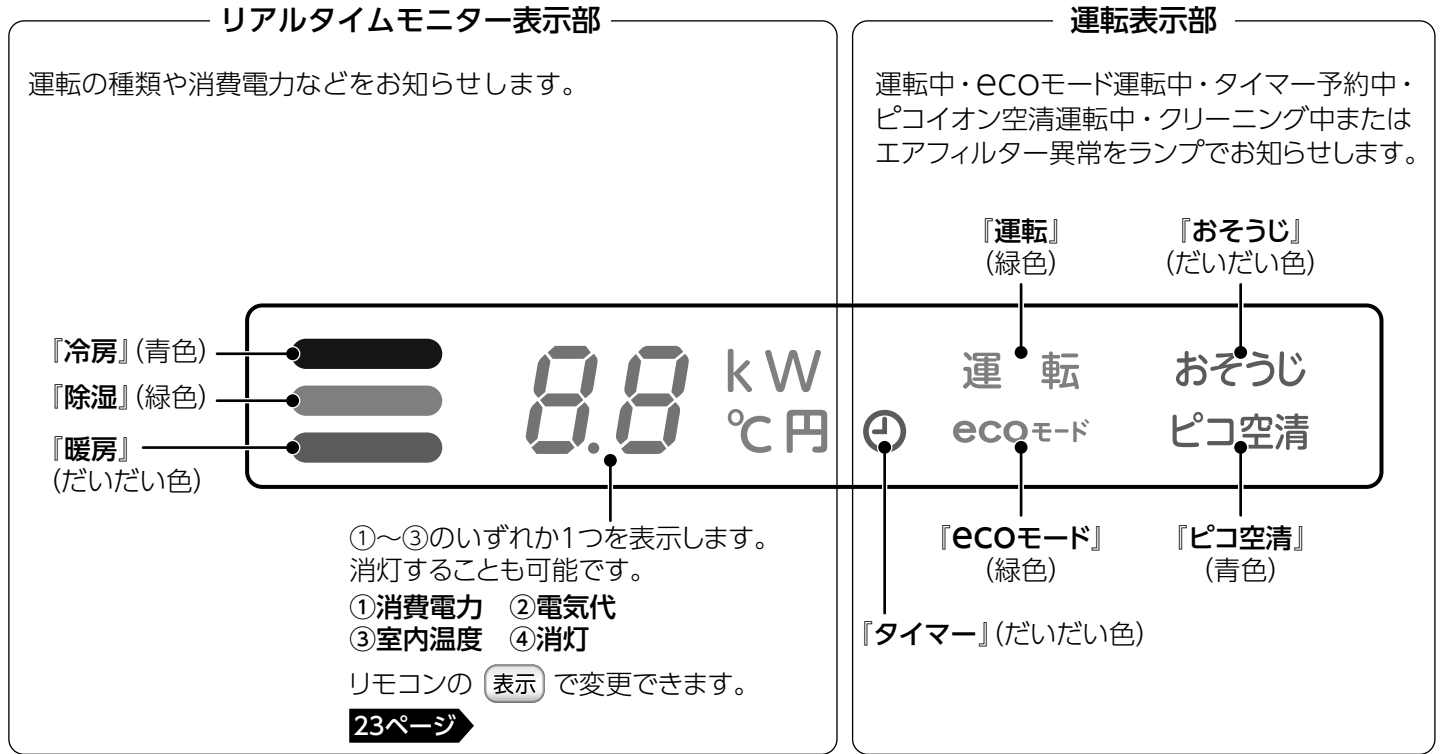 リアルタイムモニター表示部
運転の種類や消費電力などをお知らせします。
『冷房』(青色)
『除湿』(緑色)
『暖房』
(だいだい色)
8.8
kW
℃円
①～③のいずれか1つを表示します。
消灯することも可能です。
①消費電力 ②電気代
③室内温度 ④消灯
リモコンの 表示 で変更できます。
23ページ
運転表示部
運転中・ecoモード運転中・タイマー予約中・
ピコイオン空清運転中・クリーニング中または
エアフィルター異常をランプでお知らせします。
『運転』
(緑色)
『おそうじ』
(だいだい色)
運転 おそうじ
ecoモード ピコ空清
『ecoモード』
(緑色)
『ピコ空清』
(青色)
『タイマー』(だいだい色)